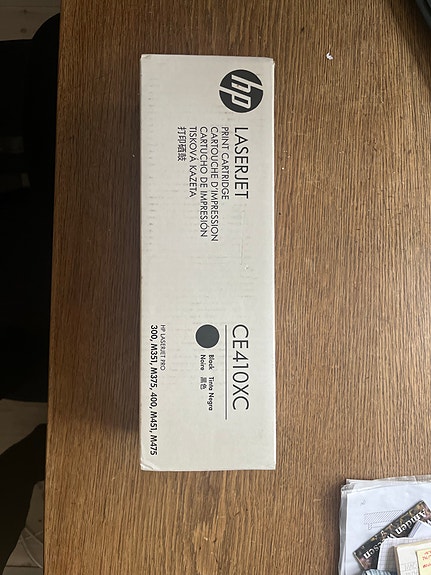 hp
LASERJET
PRINT CARTRIDGE
CARTOUCHE D'IMPRESSION
CARTUCHO DE IMPRESIÓN
TISKOVÁ KAZETA
打印硒鼓
CE410XC
Black Tinta Negra
Noire 黑色
HP LASERJET PRO
300, M351, M375, 400, M451, M475